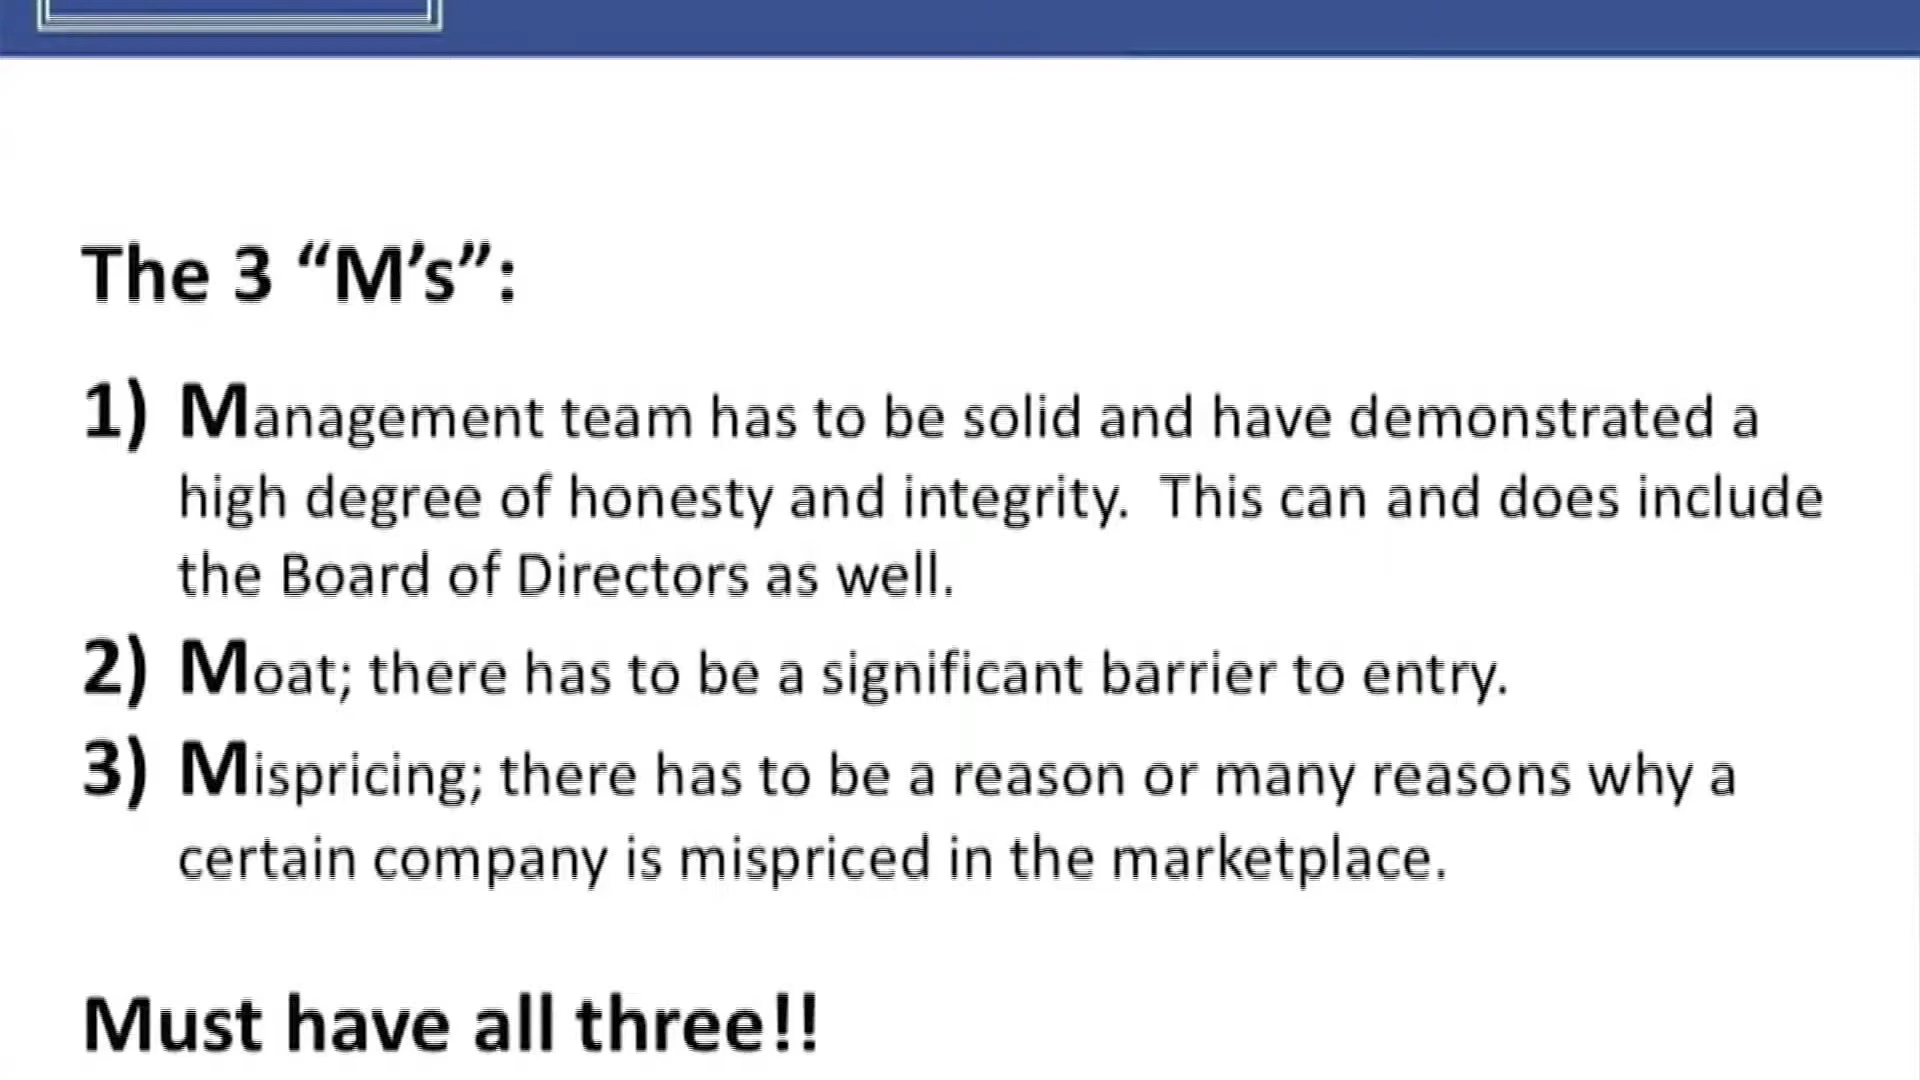 The 3 “M’s”:
1) Management team has to be solid and have demonstrated a
high degree of honesty and integrity.  This can and does include
the Board of Directors as well.
2) Moat; there has to be a significant barrier to entry.
3) Mispricing; there has to be a reason or many reasons why a
certain company is mispriced in the marketplace.
Must have all three!!